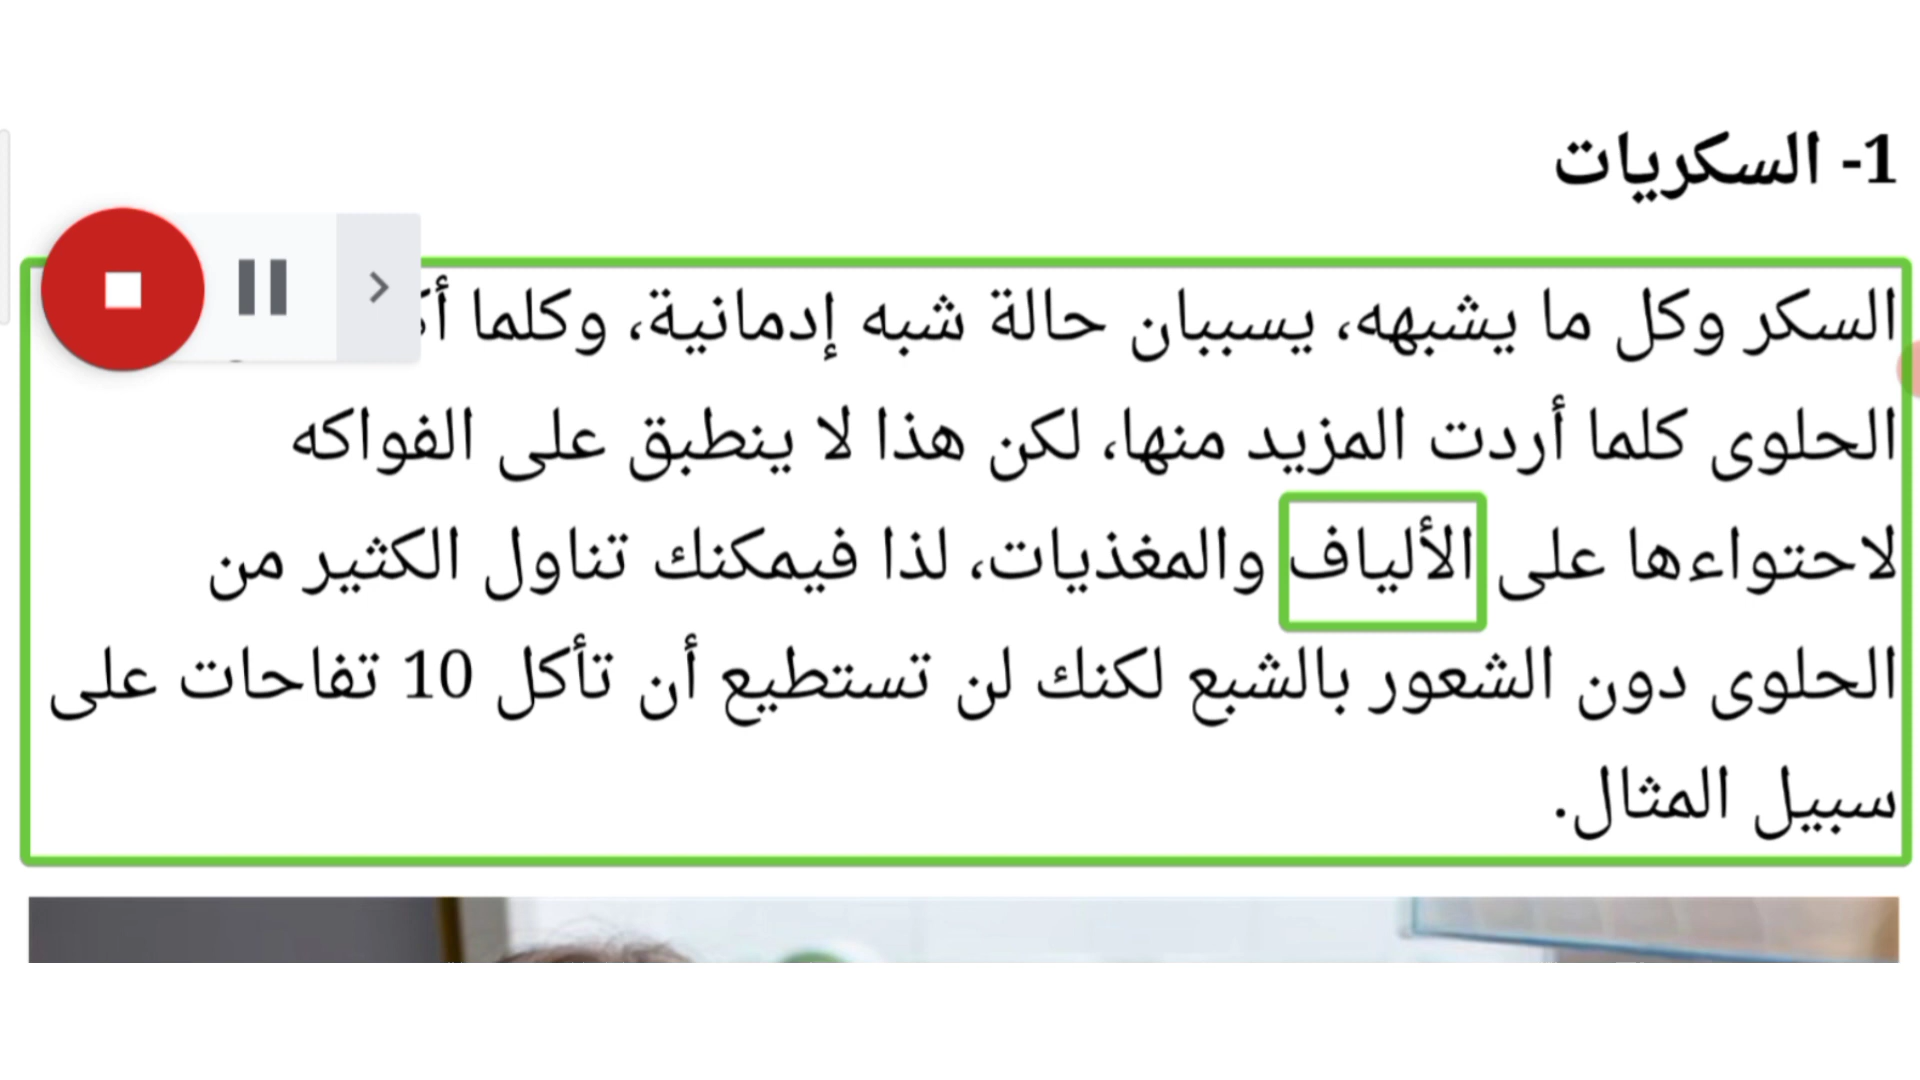 1- السكريات
السكر وكل ما يشبهه، يسببان حالة شبه إدمانية، وكلما
الحلوى كلما أردت المزيد منها، لكن هذا لا ينطبق على الفواكه
لاحتواءها على الألياف والمغذيات، لذا فيمكنك تناول الكثير من
الحلوى دون الشعور بالشبع لكنك لن تستطيع أن تأكل 10 تفاحات على
سبيل المثال.